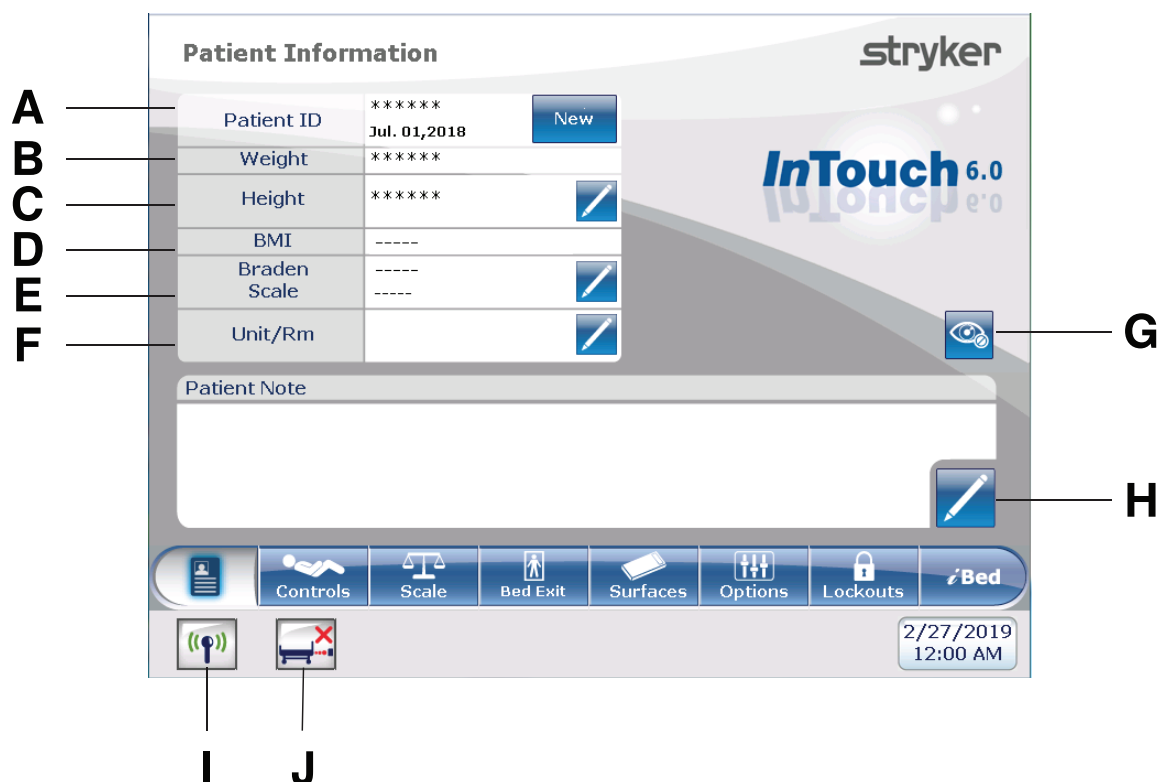 Patient Information
stryker
A
Patient ID
******
Jul. 01,2018
New
B
Weight
******
C
Height
******
InTouch 6.0
D
BMI
-----
E
Braden
Scale
-----
-----
F
Unit/Rm
G
Patient Note
H
Controls
Scale
Bed Exit
Surfaces
Options
Lockouts
iBed
2/27/2019
12:00 AM
I
J